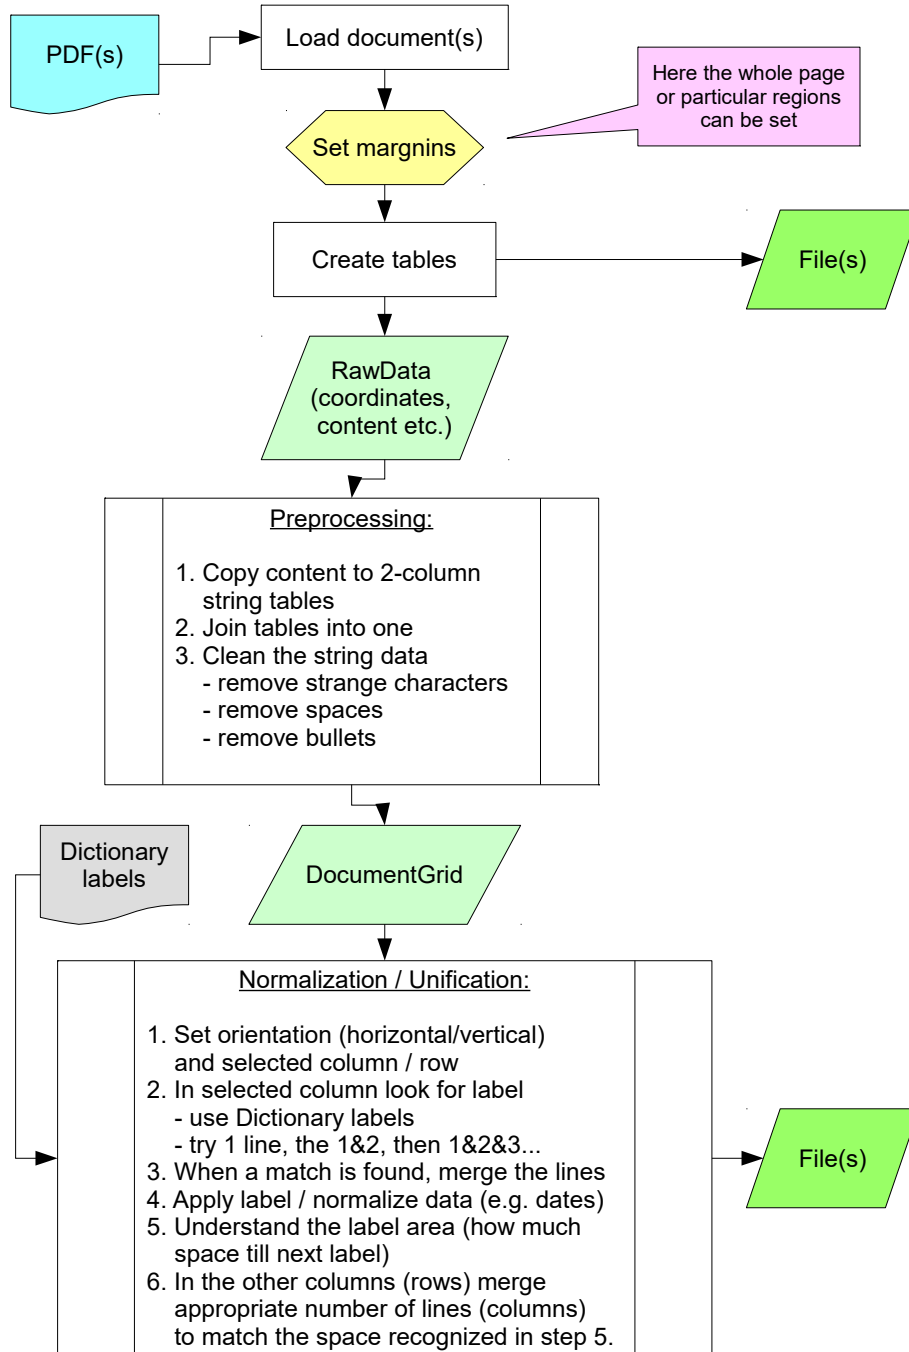 PDF(s)
Load document(s)
Here the whole page
or particular regions
can be set
Set margnins
Create tables
File(s)
RawData
(coordinates,
content etc.)
Preprocessing:
1. Copy content to 2-column
string tables
2. Join tables into one
3. Clean the string data
- remove strange characters
- remove spaces
- remove bullets
Dictionary
labels
DocumentGrid
Normalization / Unification:
1. Set orientation (horizontal/vertical)
and selected column / row
2. In selected column look for label
- use Dictionary labels
- try 1 line, the 1&2, then 1&2&3...
3. When a match is found, merge the lines
4. Apply label / normalize data (e.g. dates)
5. Understand the label area (how much
space till next label)
6. In the other columns (rows) merge
appropriate number of lines (columns)
to match the space recognized in step 5.
File(s)